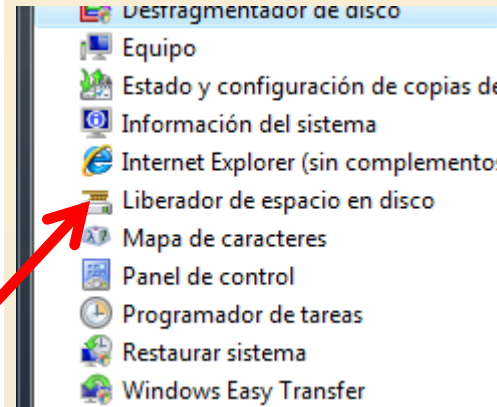 Desfragmentador de disco
Equipo
Estado y configuración de copias de
Información del sistema
Internet Explorer (sin complementos
Liberador de espacio en disco
Mapa de caracteres
Panel de control
Programador de tareas
Restaurar sistema
Windows Easy Transfer